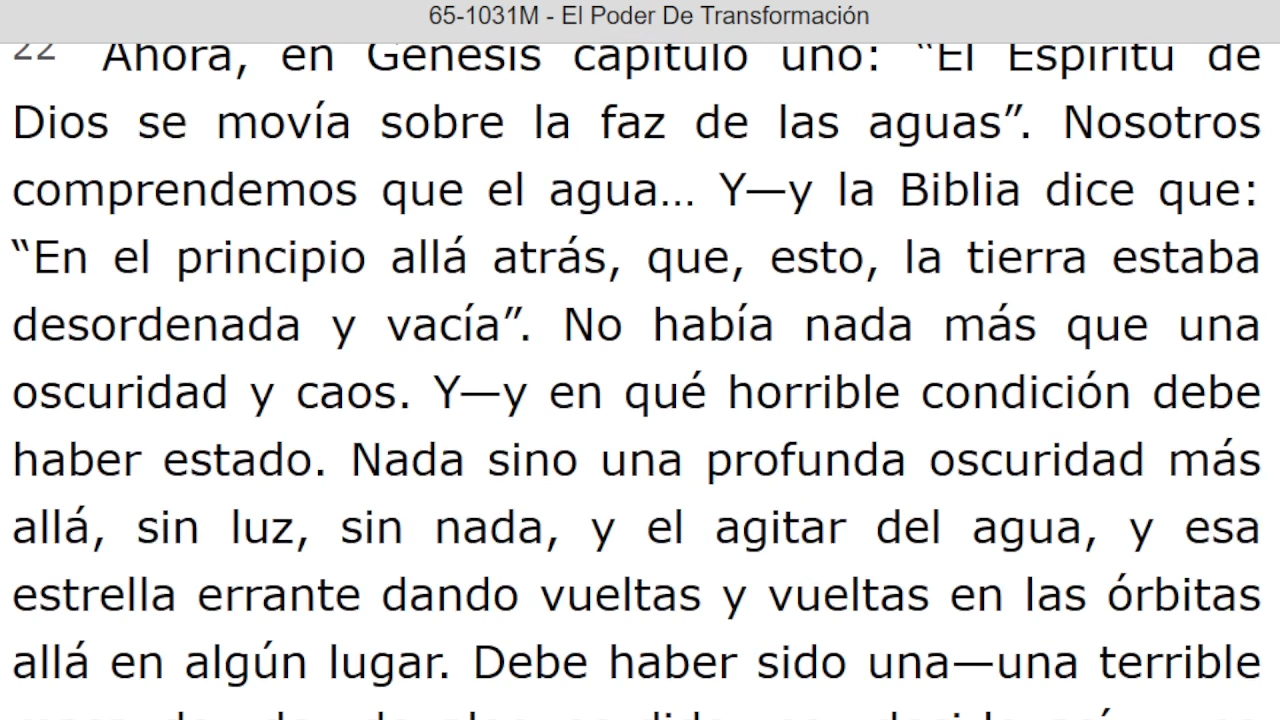 65-1031M - El Poder De Transformación
22 Ahora, en Génesis capítulo uno: “El Espíritu de
Dios se movía sobre la faz de las aguas”. Nosotros
comprendemos que el agua… Y—y la Biblia dice que:
“En el principio allá atrás, que, esto, la tierra estaba
desordenada y vacía”. No había nada más que una
oscuridad y caos. Y—y en qué horrible condición debe
haber estado. Nada sino una profunda oscuridad más
allá, sin luz, sin nada, y el agitar del agua, y esa
estrella errante dando vueltas y vueltas en las órbitas
allá en algún lugar. Debe haber sido una—una terrible